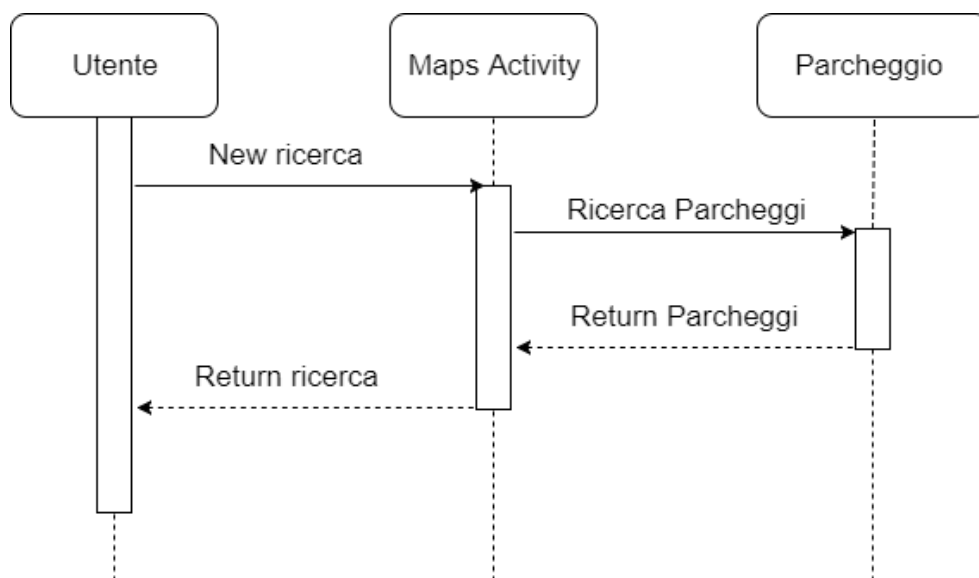 Utente
Maps Activity
Parcheggio
New ricerca
Ricerca Parcheggi
Return Parcheggi
Return ricerca